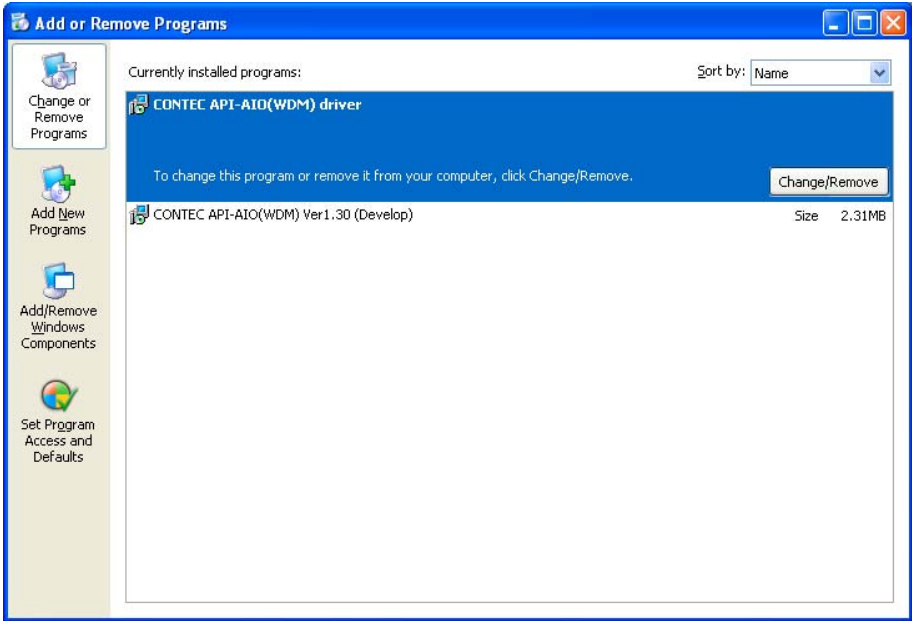 Add or Remove Programs
Change or
Remove
Programs
Add New
Programs
Add/Remove
Windows
Components
Set Program
Access and
Defaults
Currently installed programs:
Sort by: Name
CONTEC API-AIO(WDM) driver
To change this program or remove it from your computer, click Change/Remove.
Change/Remove
CONTEC API-AIO(WDM) Ver1.30 (Develop) Size 2.31MB